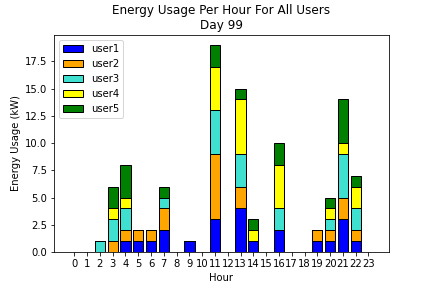 Energy Usage Per Hour For All Users
Day 99
user1
user2
user3
user4
user5
17.5
15.0
12.5
10.0
7.5
5.0
2.5
0.0
Energy Usage (kW)
0 1 2 3 4 5 6 7 8 9 10 11 12 13 14 15 16 17 18 19 20 21 22 23
Hour